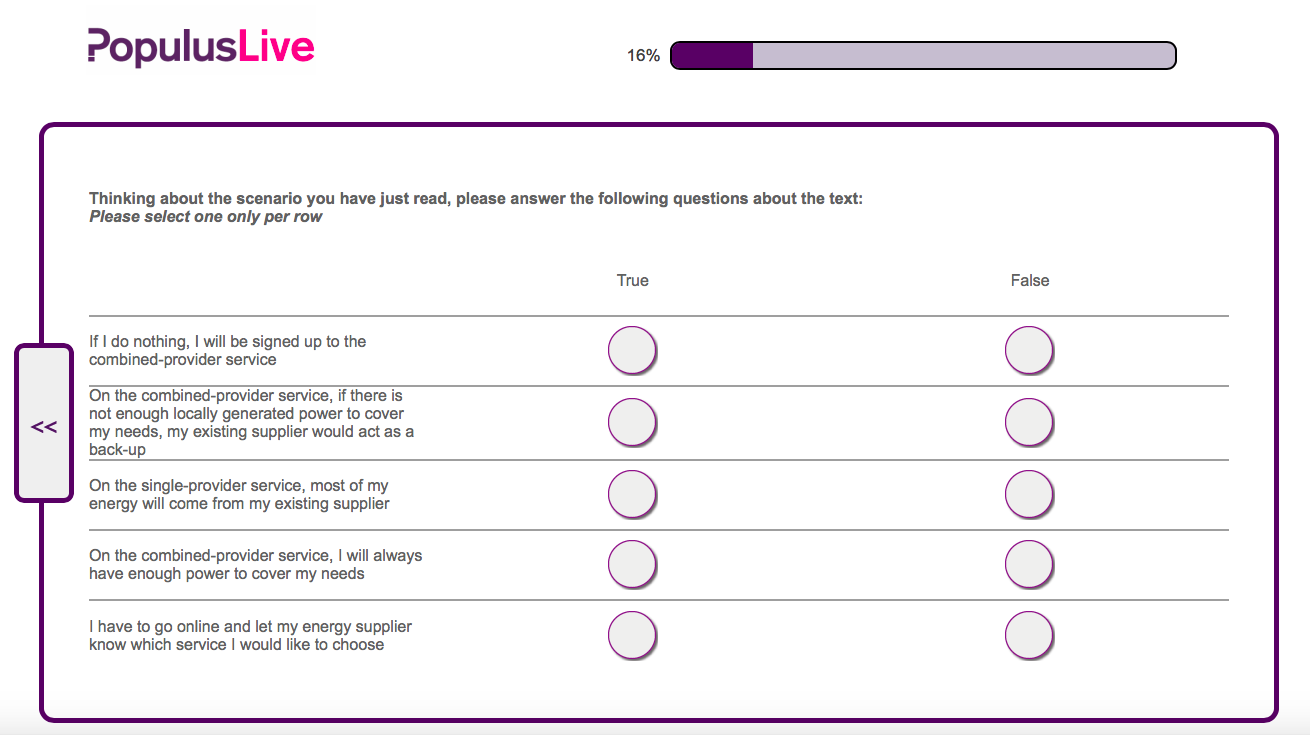 PopulusLive
16%
Thinking about the scenario you have just read, please answer the following questions about the text:
Please select one only per row
True False
If I do nothing, I will be signed up to the
combined-provider service
On the combined-provider service, if there is
not enough locally generated power to cover
my needs, my existing supplier would act as a
back-up
<<
On the single-provider service, most of my
energy will come from my existing supplier
On the combined-provider service, I will always
have enough power to cover my needs
I have to go online and let my energy supplier
know which service I would like to choose